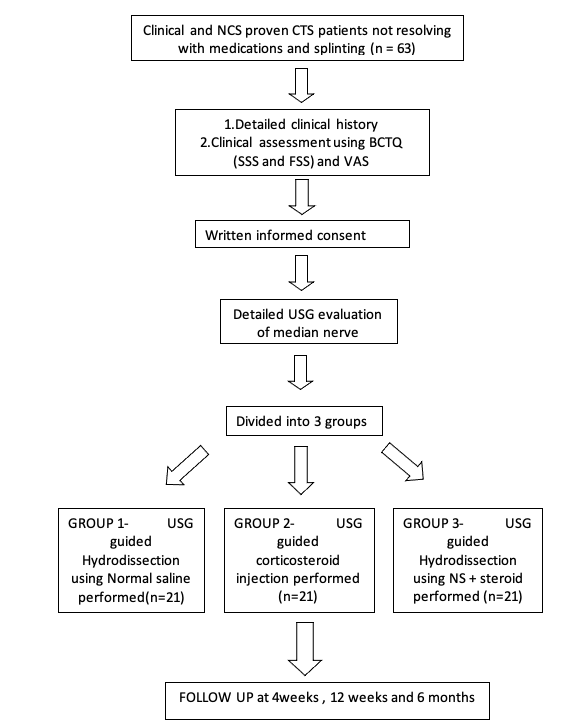 Clinical and NCS proven CTS patients not resolving
with medications and splinting (n = 63)
1.Detailed clinical history
2.Clinical assessment using BCTQ
(SSS and FSS) and VAS
Written informed consent
Detailed USG evaluation
of median nerve
Divided into 3 groups
GROUP 1- USG
guided
Hydrodissection
using Normal saline
performed(n=21)
GROUP 2- USG
guided
corticosteroid
injection performed
(n=21)
GROUP 3- USG
guided
Hydrodissection
using NS + steroid
performed (n=21)
FOLLOW UP at 4weeks , 12 weeks and 6 months